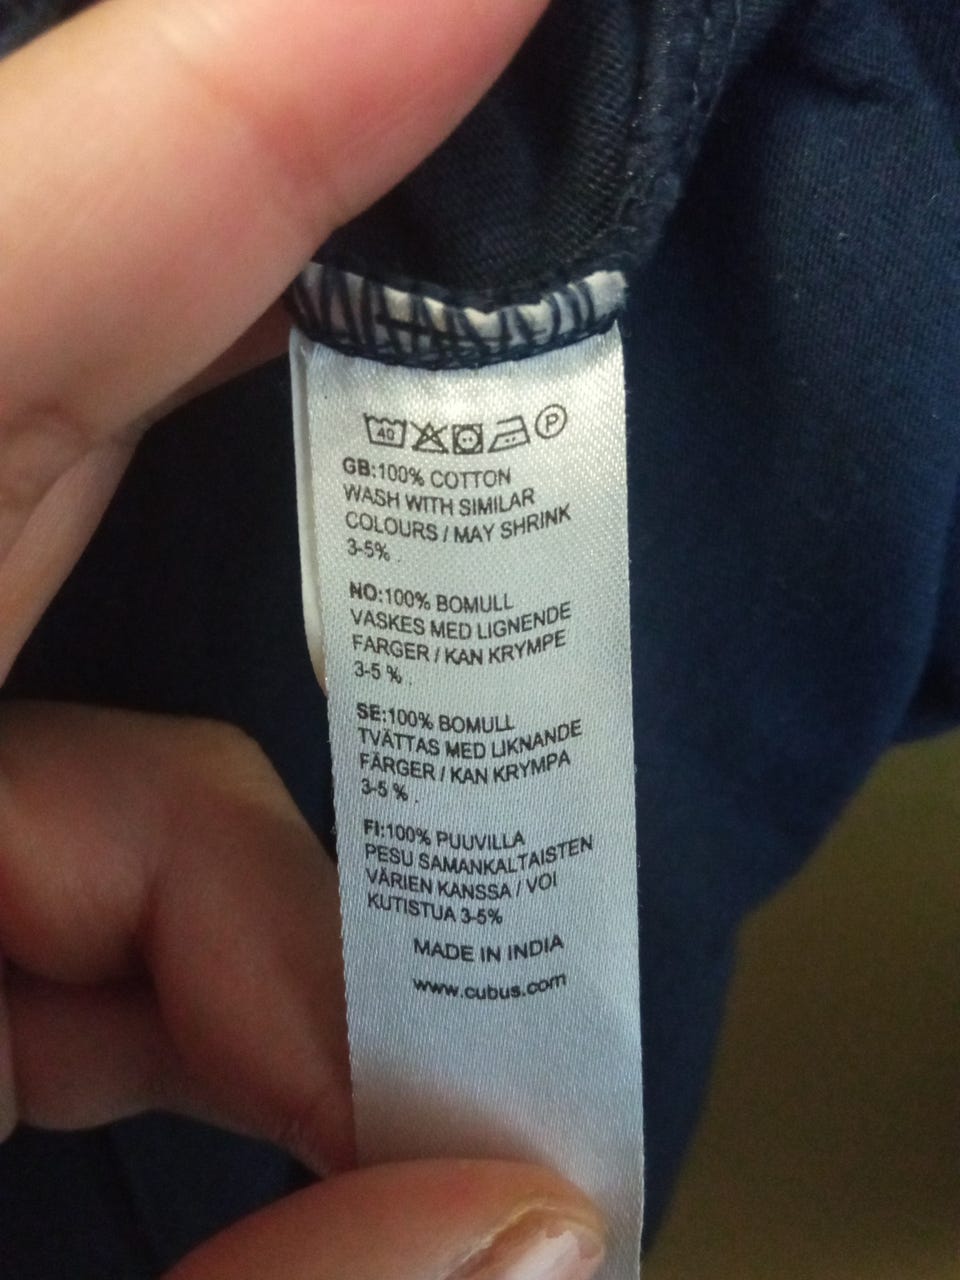 40 P
GB:100% COTTON
WASH WITH SIMILAR
COLOURS / MAY SHRINK
3-5% .
NO:100% BOMULL
VASKES MED LIGNENDE
FARGER / KAN KRYMPE
3-5 % .
SE:100% BOMULL
TVÄTTAS MED LIKNANDE
FÄRGER / KAN KRYMPA
3-5 % .
FI:100% PUUVILLA
PESU SAMANKALTAISTEN
VÄRIEN KANSSA / VOI
KUTISTUA 3-5%
MADE IN INDIA
www.cubus.com